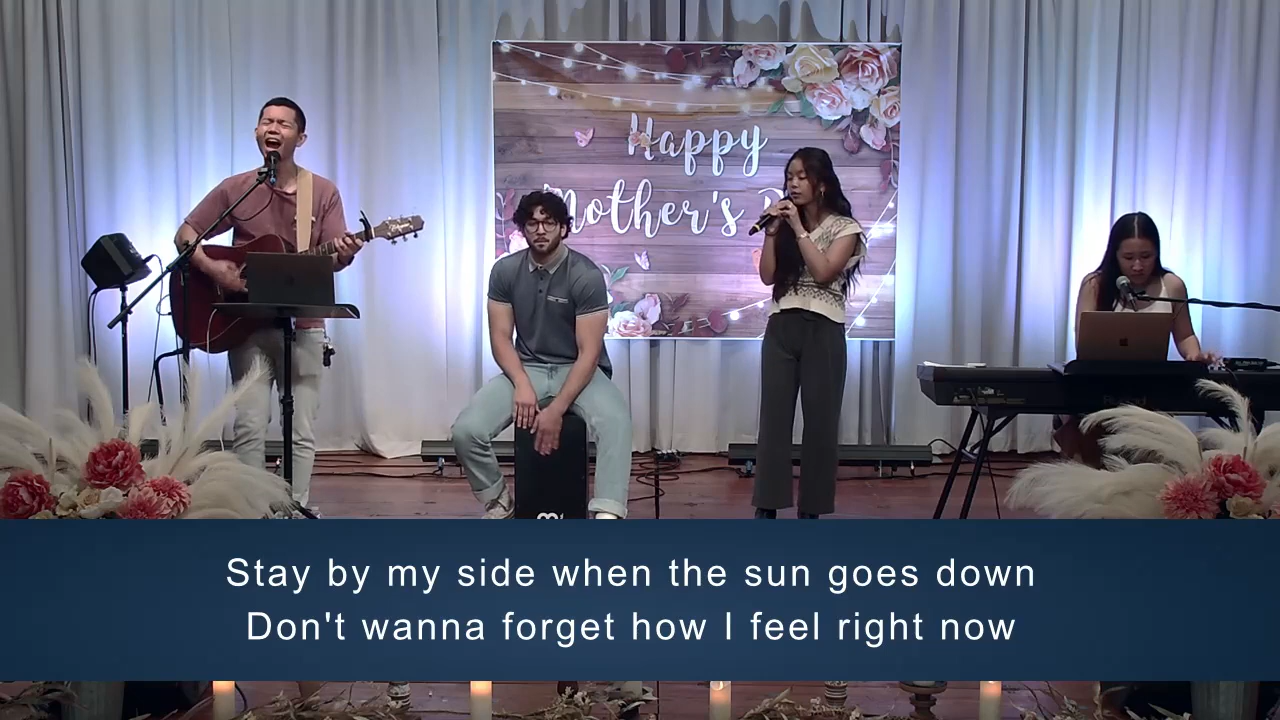 Happy
Mother's D
Stay by my side when the sun goes down
Don't wanna forget how I feel right now